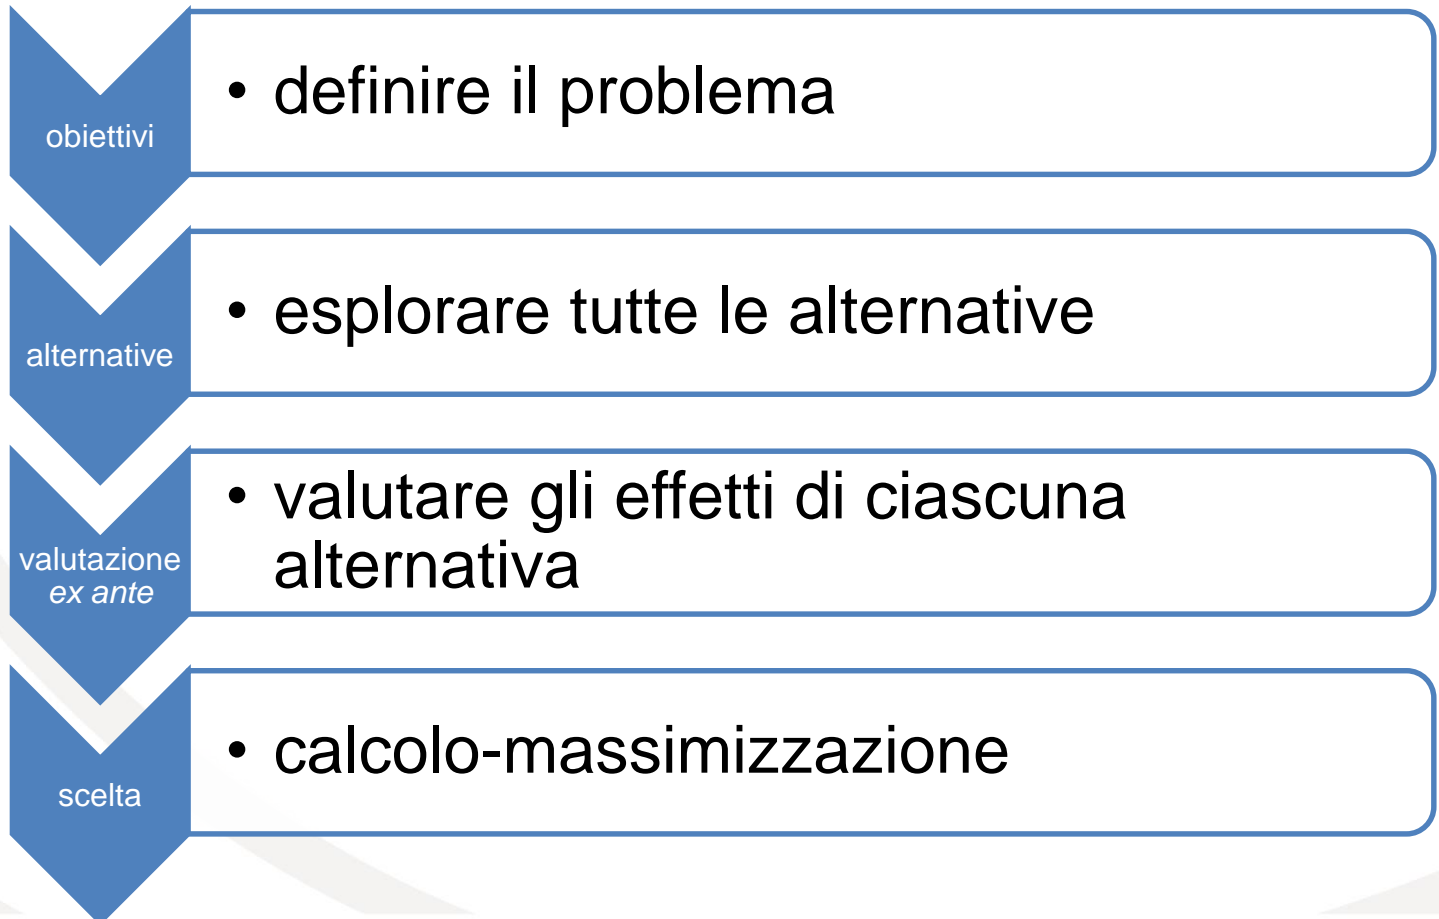 obiettivi
• definire il problema
alternative
• esplorare tutte le alternative
valutazione
ex ante
• valutare gli effetti di ciascuna
alternativa
scelta
• calcolo-massimizzazione